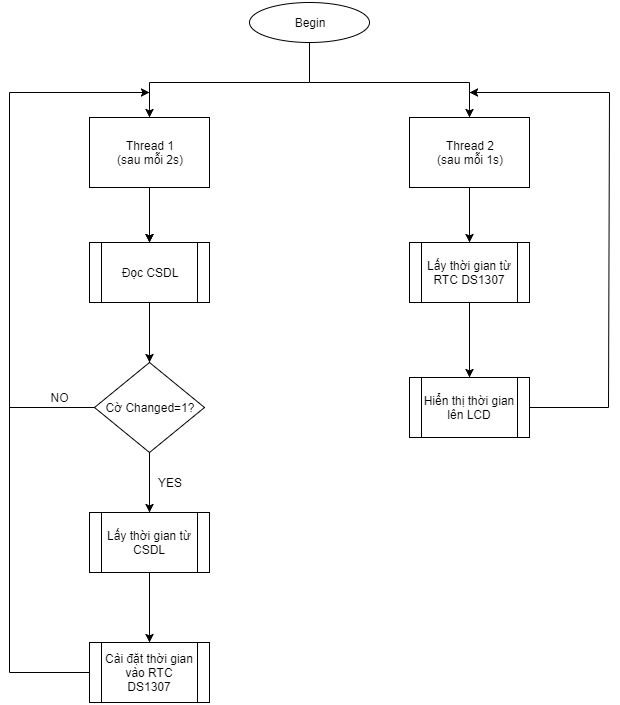 Begin
Thread 1
(sau mỗi 2s)
Thread 2
(sau mỗi 1s)
Đọc CSDL
Lấy thời gian từ
RTC DS1307
Cờ Changed=1?
NO
Hiển thị thời gian
lên LCD
YES
Lấy thời gian từ
CSDL
Cài đặt thời gian
vào RTC
DS1307